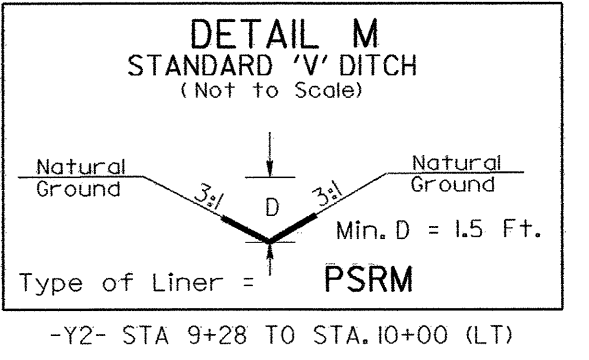 DETAIL M
STANDARD 'V' DITCH
(Not to Scale)
Natural
Ground
3:1
D
3:1
Natural
Ground
Min. D = 1.5 Ft.
Type of Liner = PSRM
-Y2- STA 9+28 TO STA. 10+00 (LT)